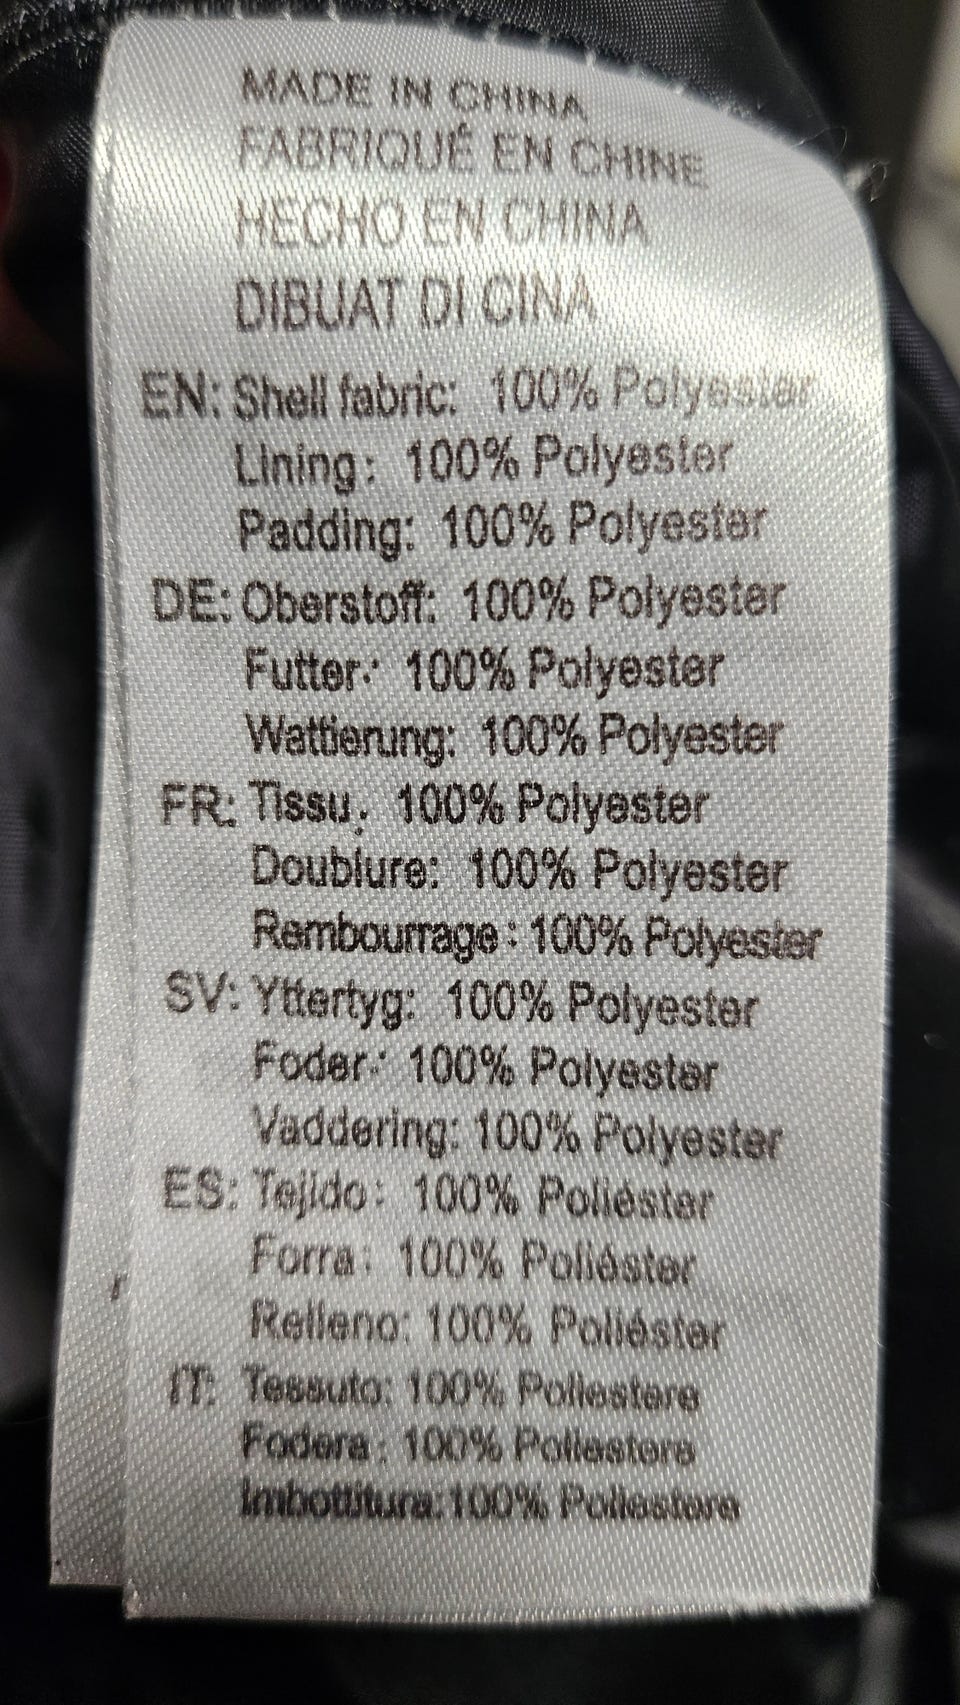 MADE IN CHINA
FABRIQUÉ EN CHINE
HECHO EN CHINA
DIBUAT DI CINA
EN: Shell fabric: 100% Polyester
Lining: 100% Polyester
Padding: 100% Polyester
DE: Oberstoff: 100% Polyester
Futter: 100% Polyester
Wattierung: 100% Polyester
FR: Tissu: 100% Polyester
Doublure: 100% Polyester
Rembourrage: 100% Polyester
SV: Yttertyg: 100% Polyester
Foder: 100% Polyester
Vaddering: 100% Polyester
ES: Tejido: 100% Poliéster
Forra: 100% Poliéster
Relleno: 100% Poliéster
IT: Tessuto: 100% Poliestere
Fodera: 100% Poliestere
Imbottitura: 100% Poliestere